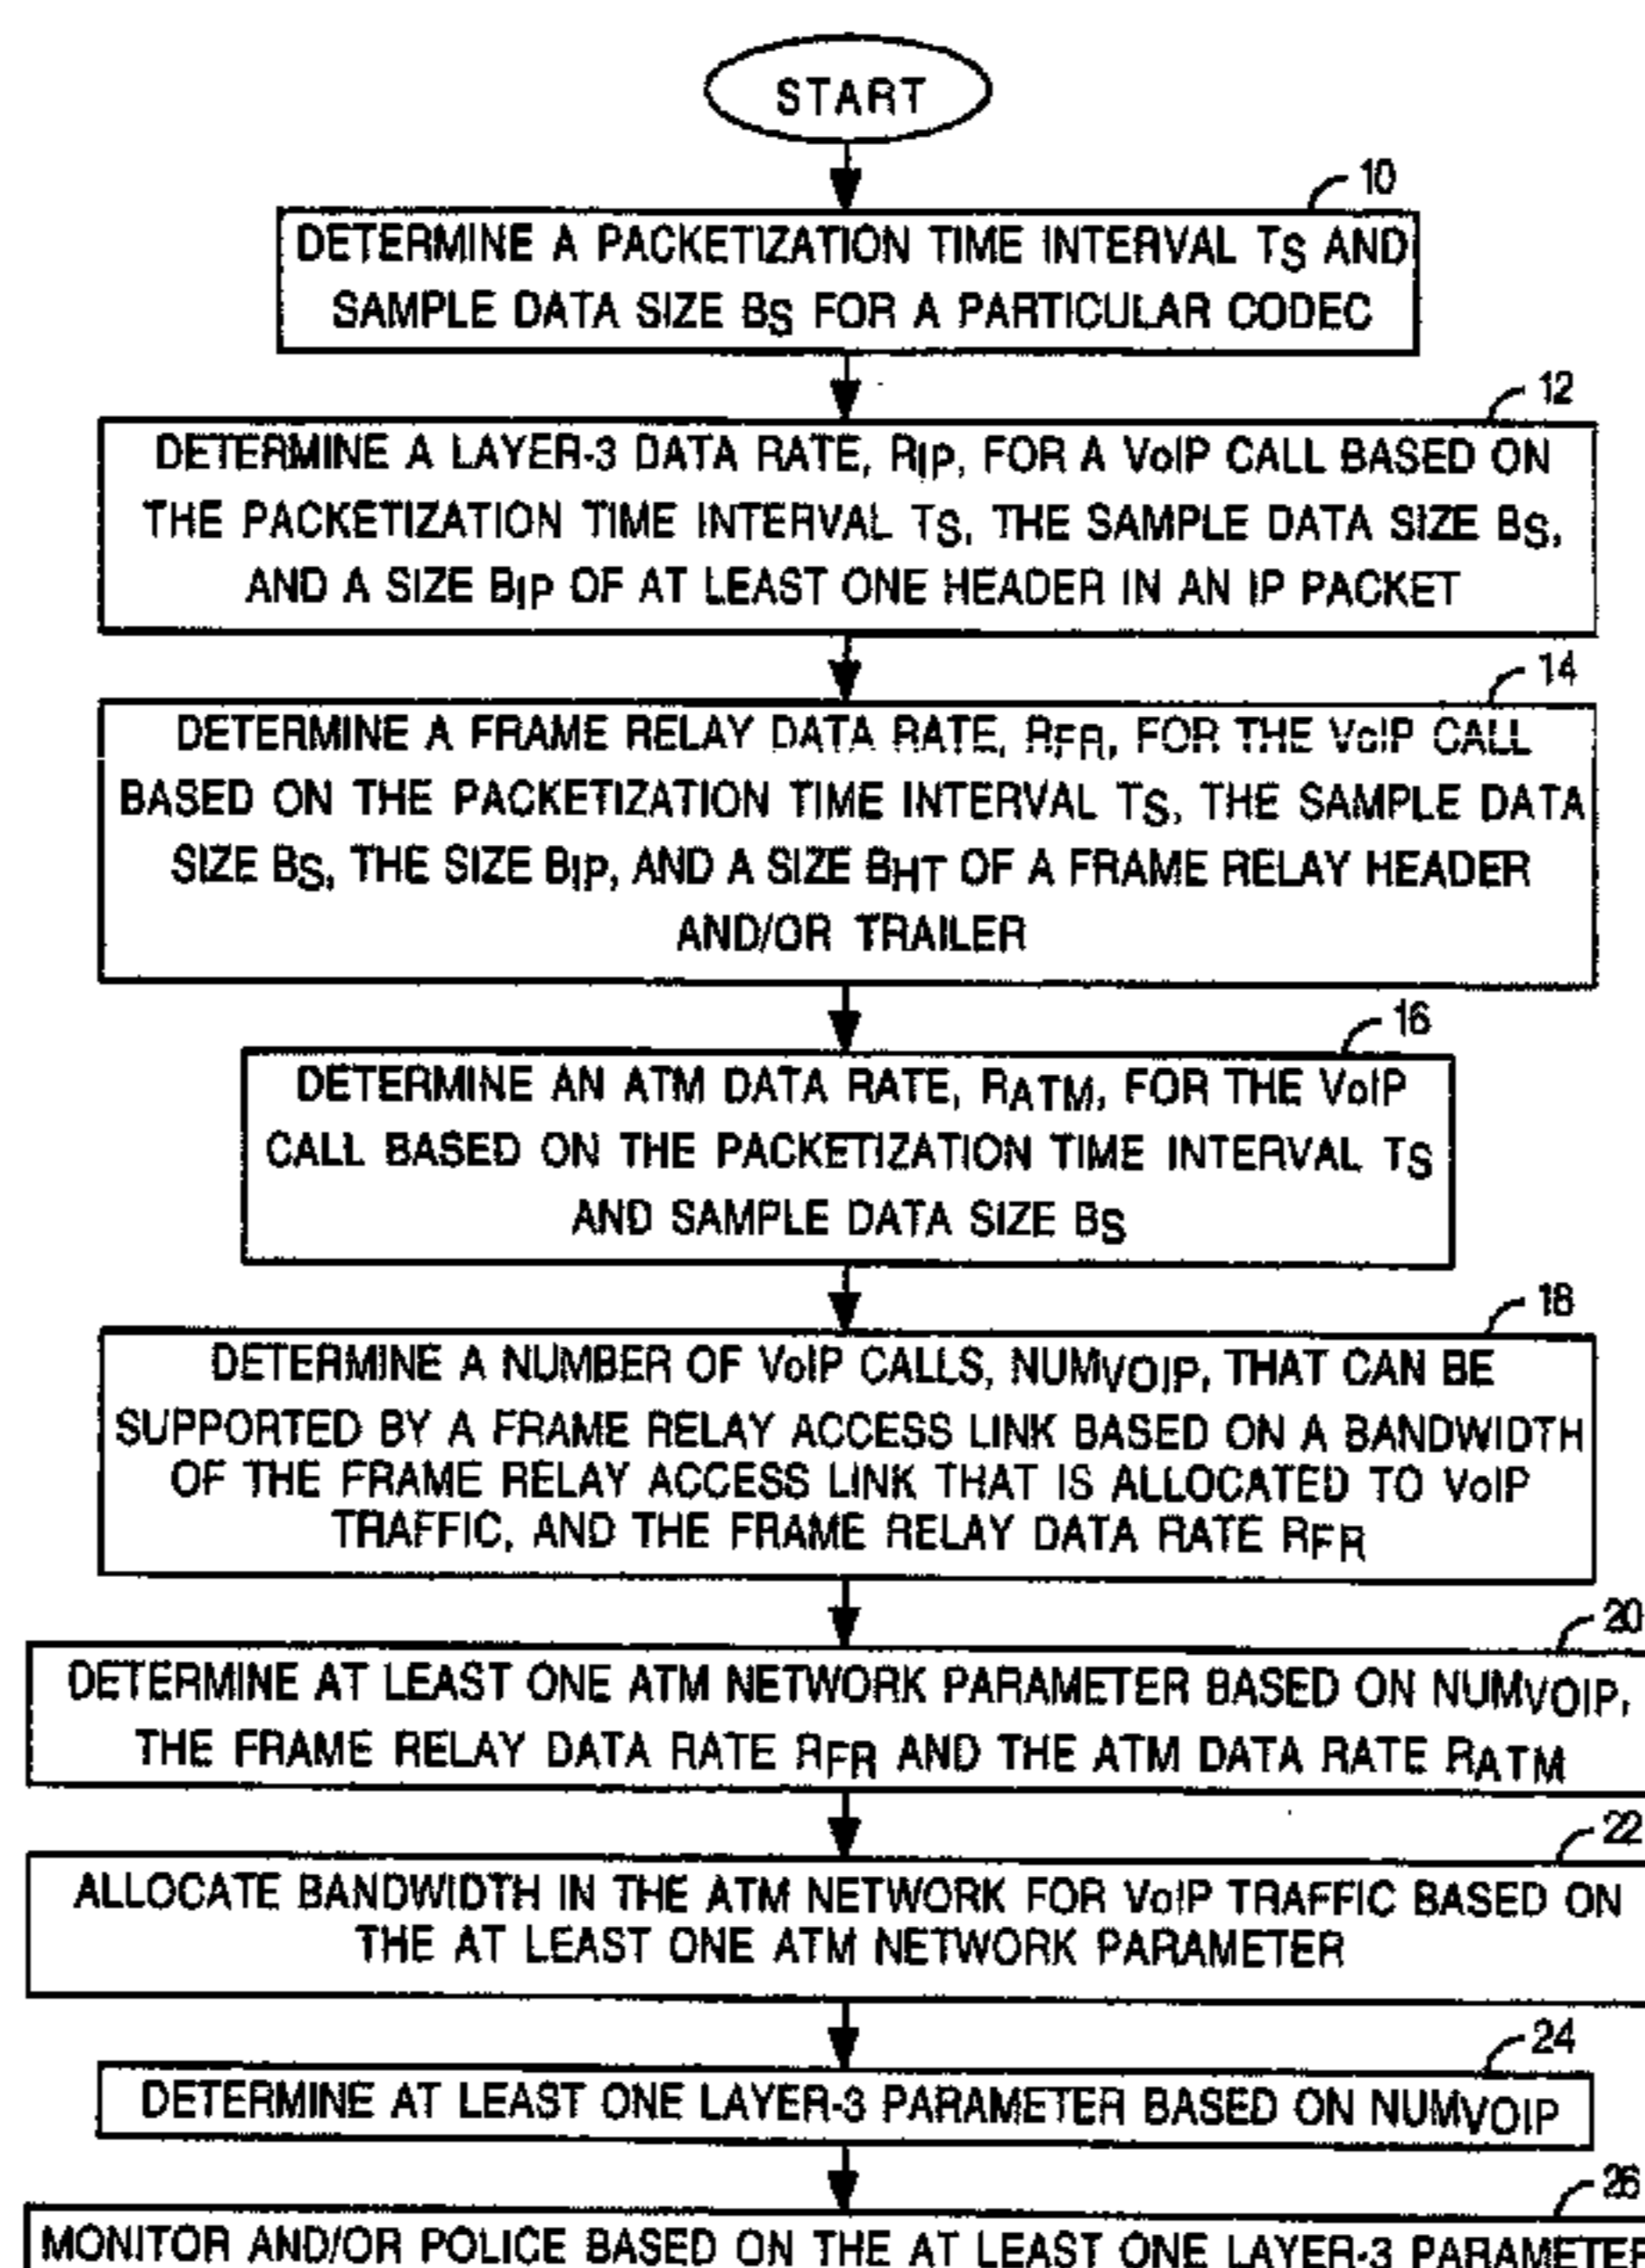 START
10
DETERMINE A PACKETIZATION TIME INTERVAL TS AND
SAMPLE DATA SIZE BS FOR A PARTICULAR CODEC
12
DETERMINE A LAYER-3 DATA RATE, RIP, FOR A VoIP CALL BASED ON
THE PACKETIZATION TIME INTERVAL TS, THE SAMPLE DATA SIZE BS,
AND A SIZE BIP OF AT LEAST ONE HEADER IN AN IP PACKET
14
DETERMINE A FRAME RELAY DATA RATE, RFR, FOR THE VoIP CALL
BASED ON THE PACKETIZATION TIME INTERVAL TS, THE SAMPLE DATA
SIZE BS, THE SIZE BIP, AND A SIZE BHT OF A FRAME RELAY HEADER
AND/OR TRAILER
16
DETERMINE AN ATM DATA RATE, RATM, FOR THE VoIP
CALL BASED ON THE PACKETIZATION TIME INTERVAL TS
AND SAMPLE DATA SIZE BS
18
DETERMINE A NUMBER OF VoIP CALLS, NUMVOIP, THAT CAN BE
SUPPORTED BY A FRAME RELAY ACCESS LINK BASED ON A BANDWIDTH
OF THE FRAME RELAY ACCESS LINK THAT IS ALLOCATED TO VoIP
TRAFFIC, AND THE FRAME RELAY DATA RATE RFR
20
DETERMINE AT LEAST ONE ATM NETWORK PARAMETER BASED ON NUMVOIP,
THE FRAME RELAY DATA RATE RFR AND THE ATM DATA RATE RATM
22
ALLOCATE BANDWIDTH IN THE ATM NETWORK FOR VoIP TRAFFIC BASED ON
THE AT LEAST ONE ATM NETWORK PARAMETER
24
DETERMINE AT LEAST ONE LAYER-3 PARAMETER BASED ON NUMVOIP
26
MONITOR AND/OR POLICE BASED ON THE AT LEAST ONE LAYER-3 PARAMETER